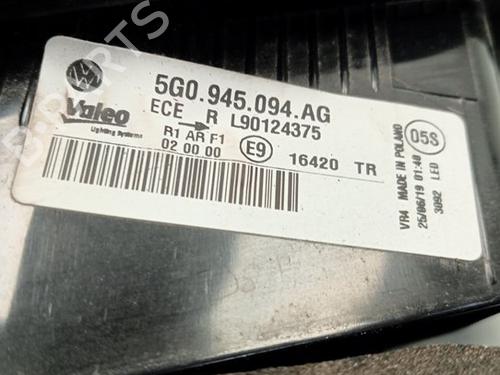 5G0.945.094.AG
Valeo
Lighting Systems
ECE R L90124375
R1 AR F1
02 00 00
E9
16420 TR
05S
VR4 MADE IN POLAND
25/06/19 01:40
3092 LED
B-PARTS